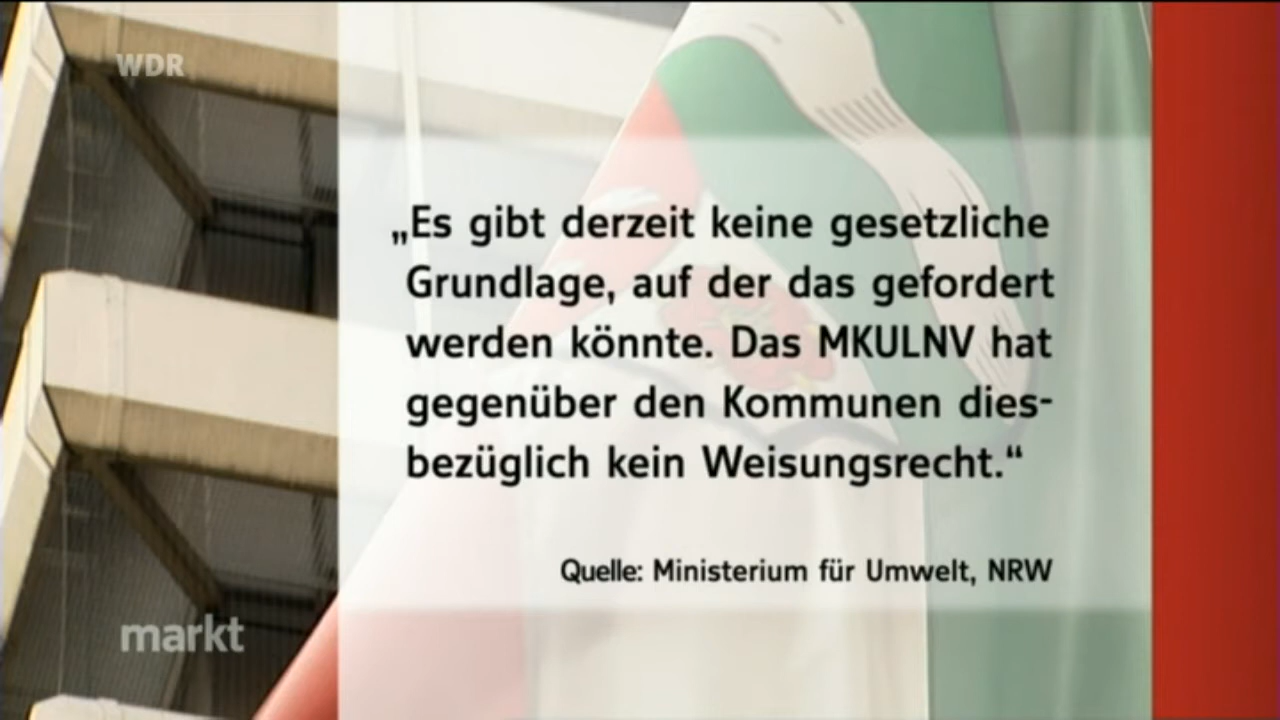 WDR
„Es gibt derzeit keine gesetzliche
Grundlage, auf der das gefordert
werden könnte. Das MKULNV hat
gegenüber den Kommunen dies-
bezüglich kein Weisungsrecht.“
Quelle: Ministerium für Umwelt, NRW
markt